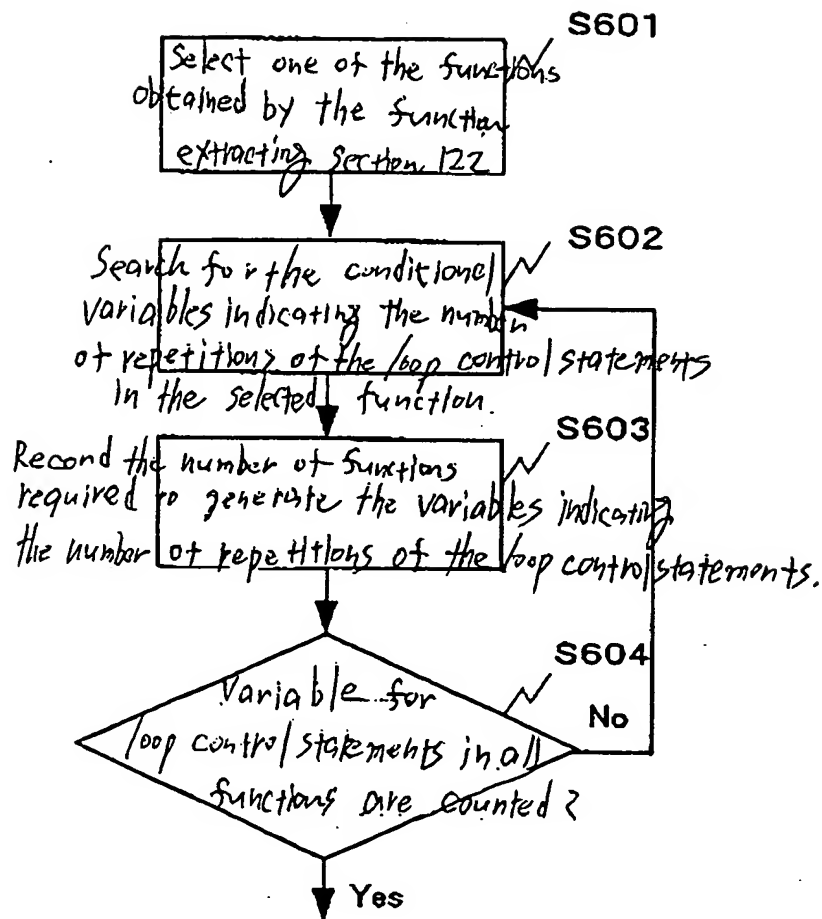 S601
Select one of the functions
obtained by the function
extracting section 122
S602
Search for the conditional
variables indicating the number
of repetitions of the loop control statements
in the selected function.
S603
Record the number of functions
required to generate the variables indicating
the number of repetitions of the loop control statements.
S604
Variable for
loop control statements in all
functions are counted?
No
Yes